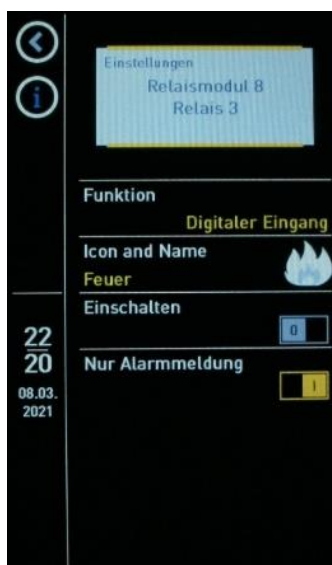 Einstellungen
Relaismodul 8
Relais 3
Funktion
Digitaler Eingang
Icon and Name
Feuer
Einschalten
0
Nur Alarmmeldung
I
22
20
08.03.
2021
i